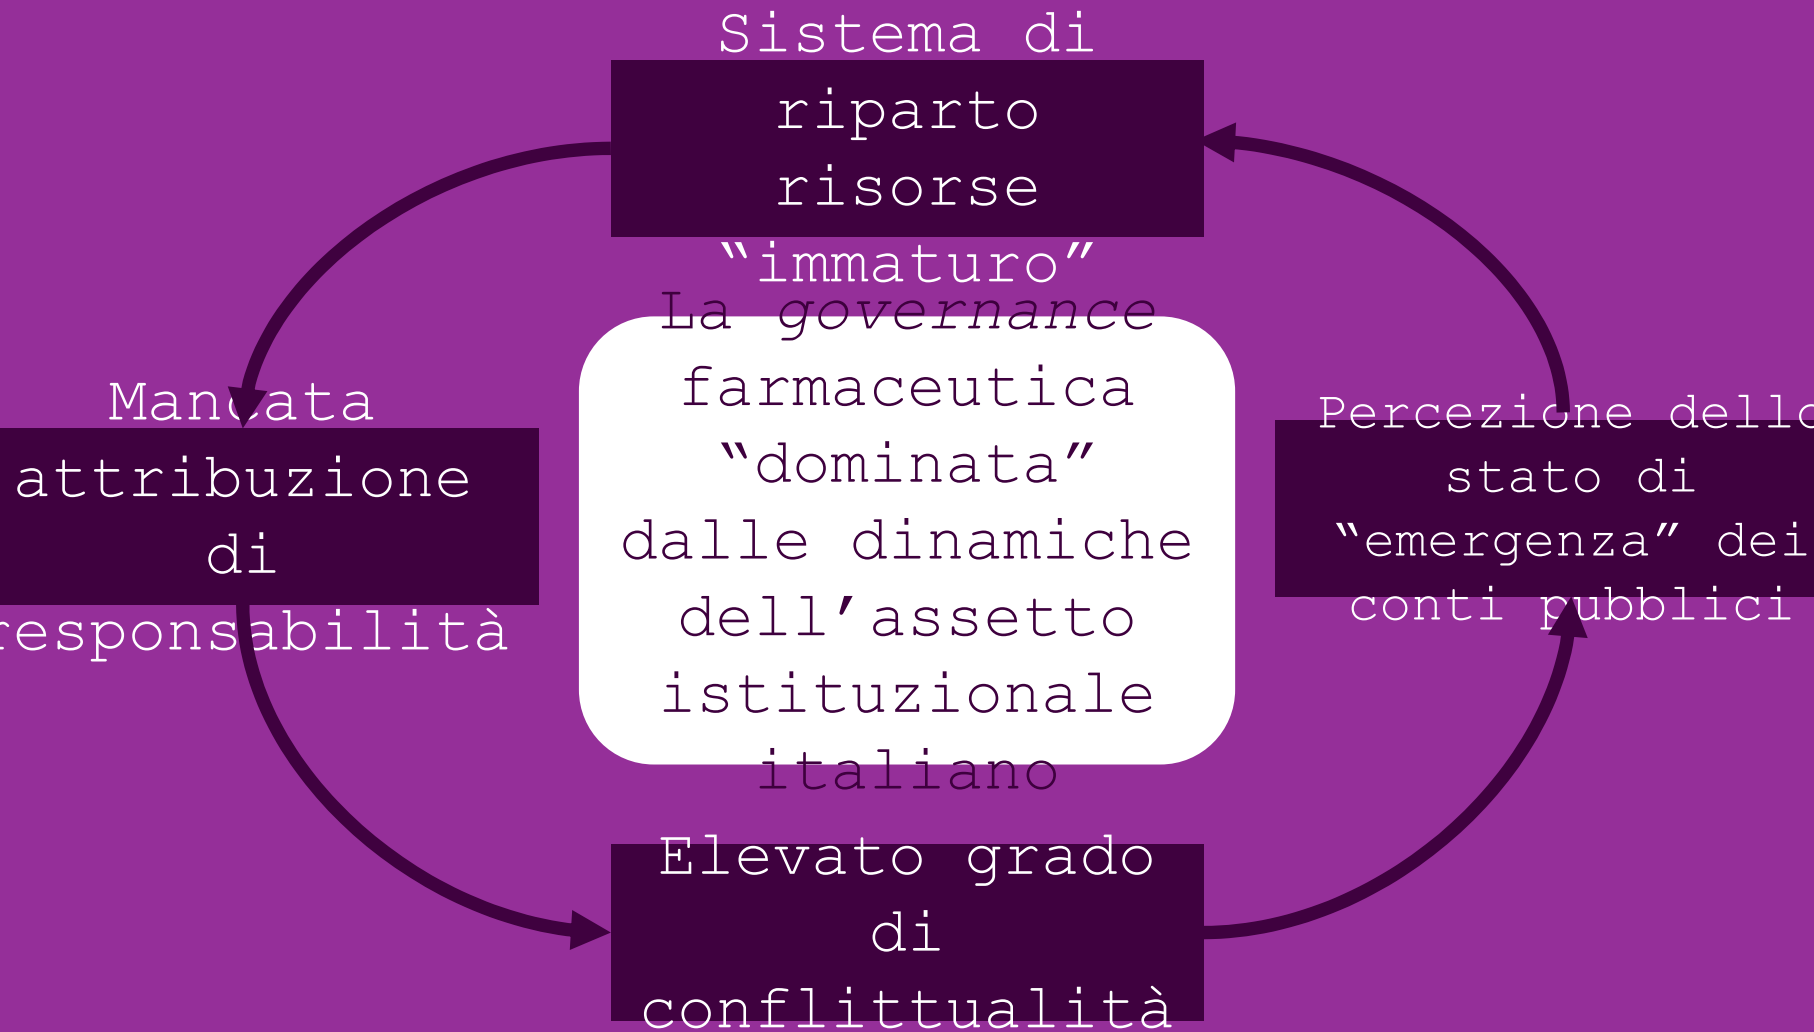 Sistema di
riparto
risorse
“immaturo”
La governance
farmaceutica
“dominata”
dalle dinamiche
dell’assetto
istituzionale
italiano
Mancata
attribuzione
di
responsabilità
Percezione dello
stato di
“emergenza” dei
conti pubblici
Elevato grado
di
conflittualità